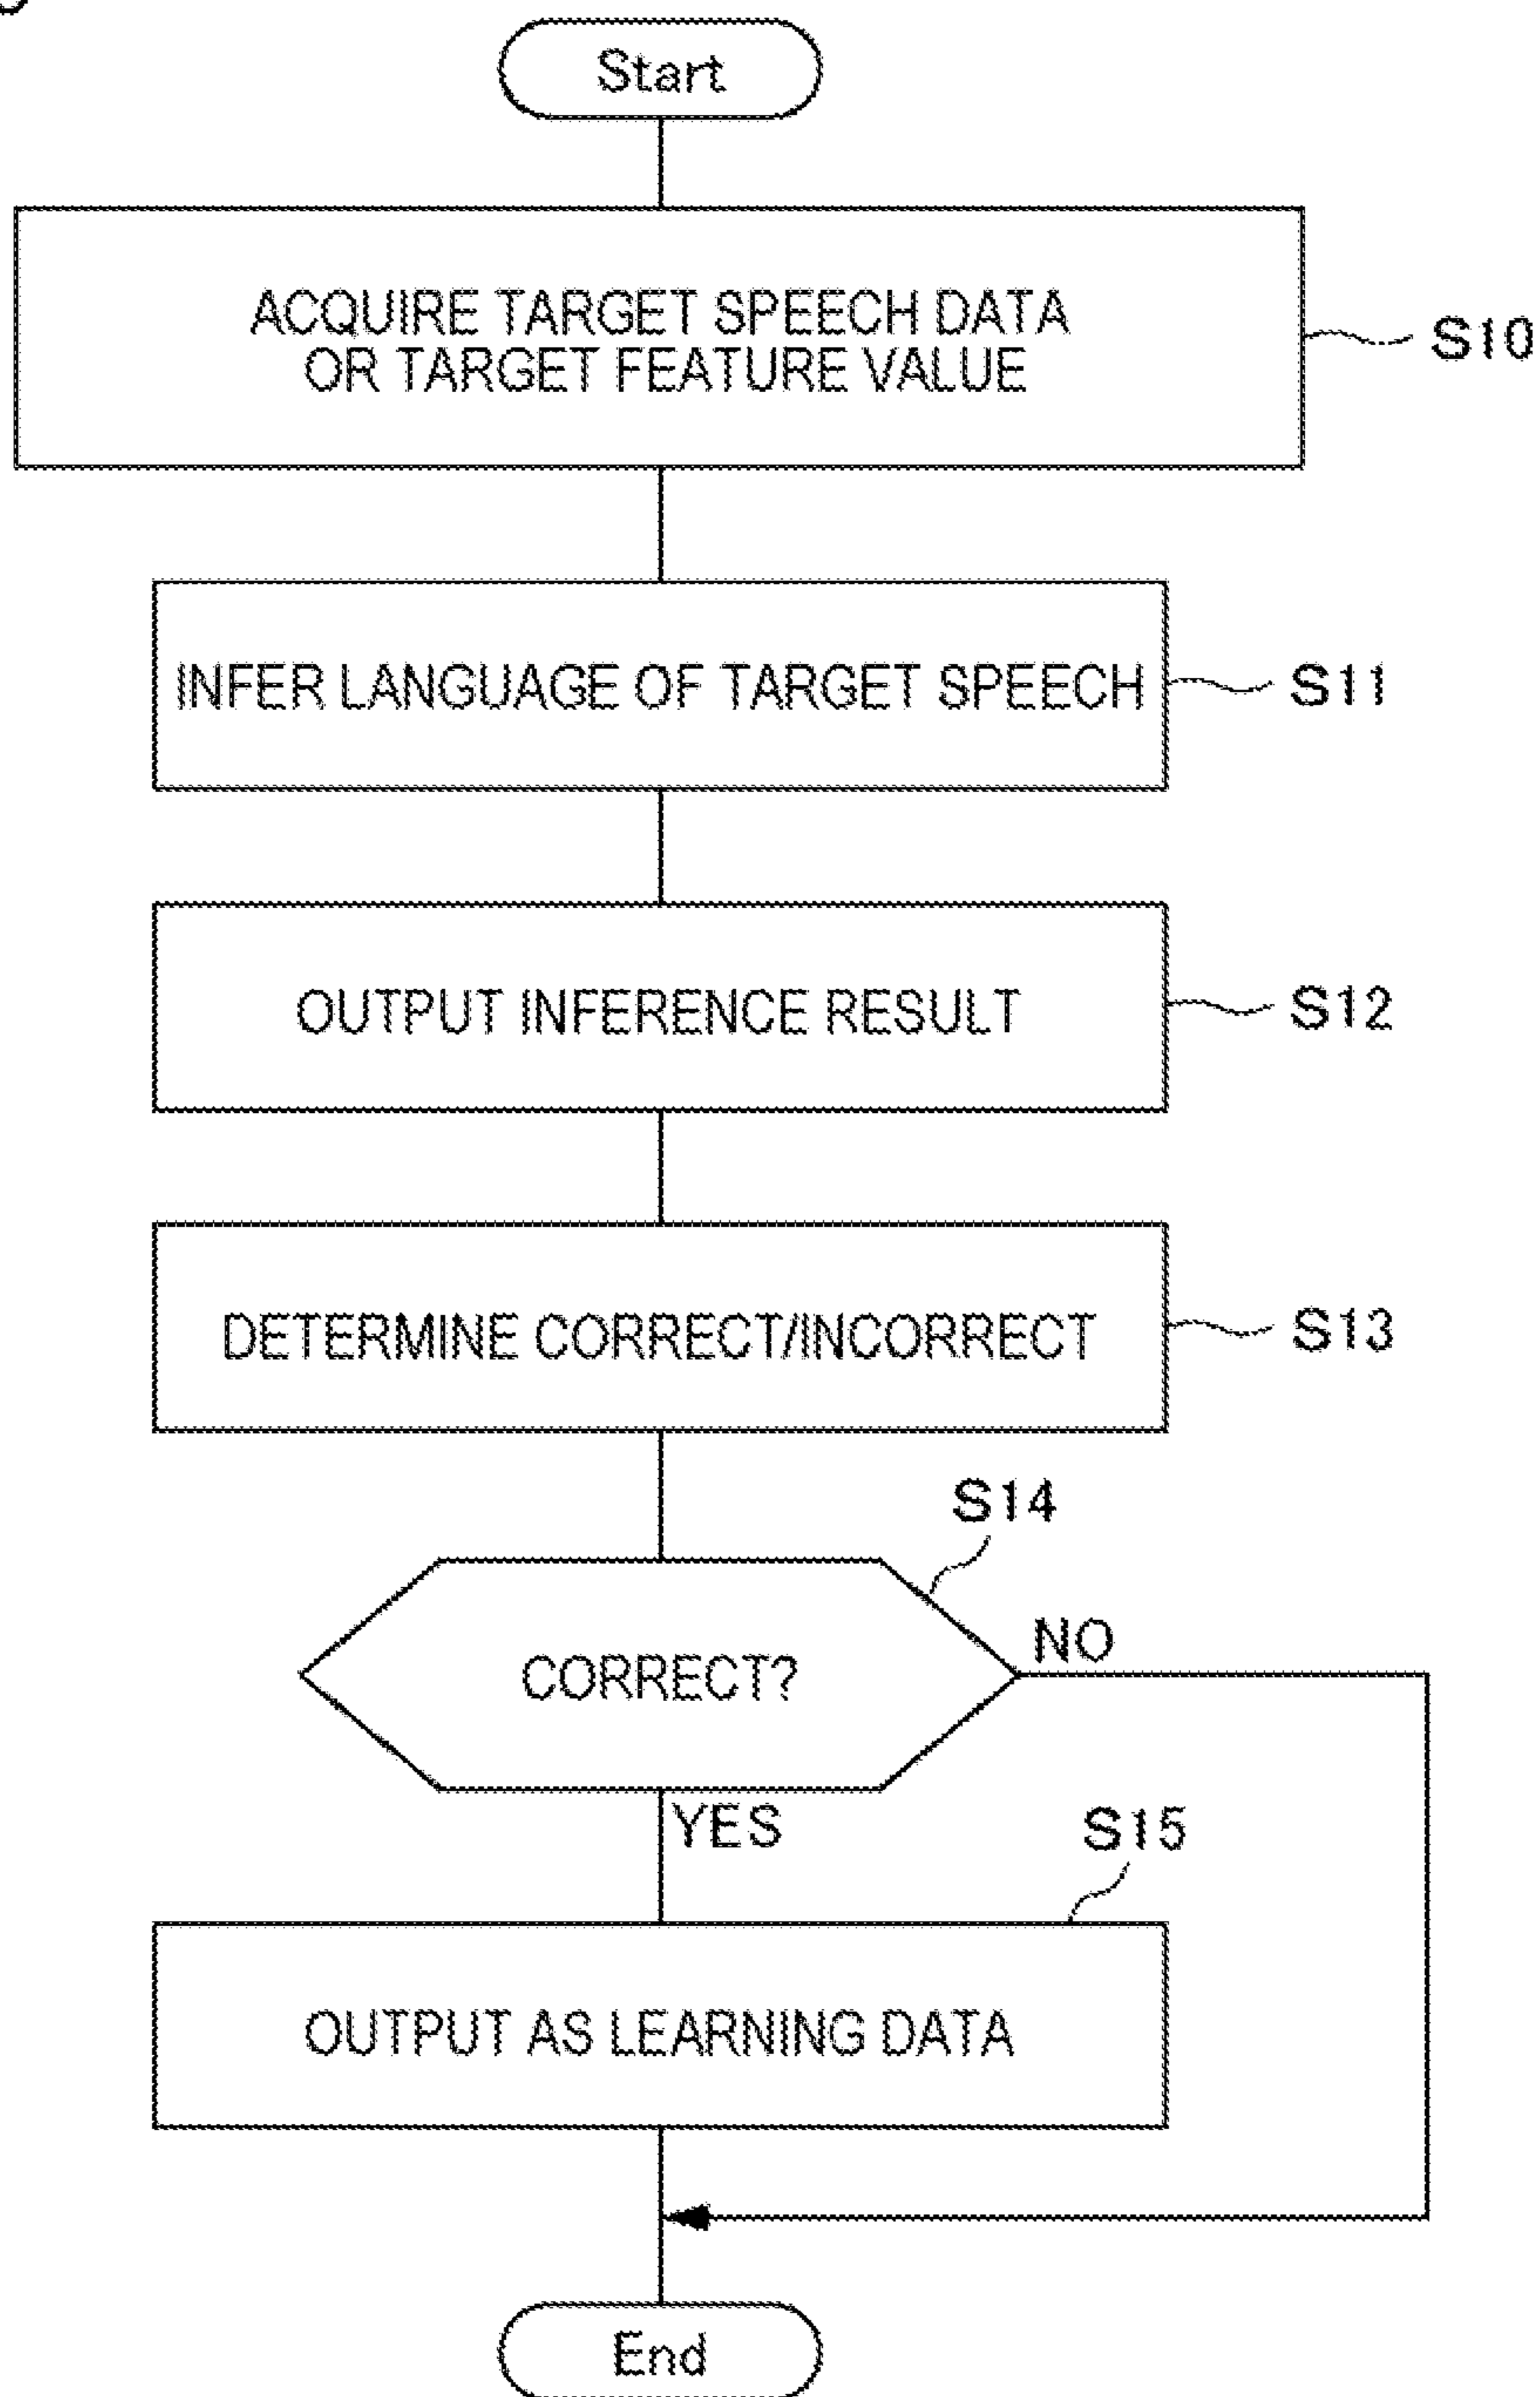 Start
ACQUIRE TARGET SPEECH DATA
OR TARGET FEATURE VALUE
S10
INFER LANGUAGE OF TARGET SPEECH
S11
OUTPUT INFERENCE RESULT
S12
DETERMINE CORRECT/INCORRECT
S13
S14
CORRECT?
NO
YES
S15
OUTPUT AS LEARNING DATA
End